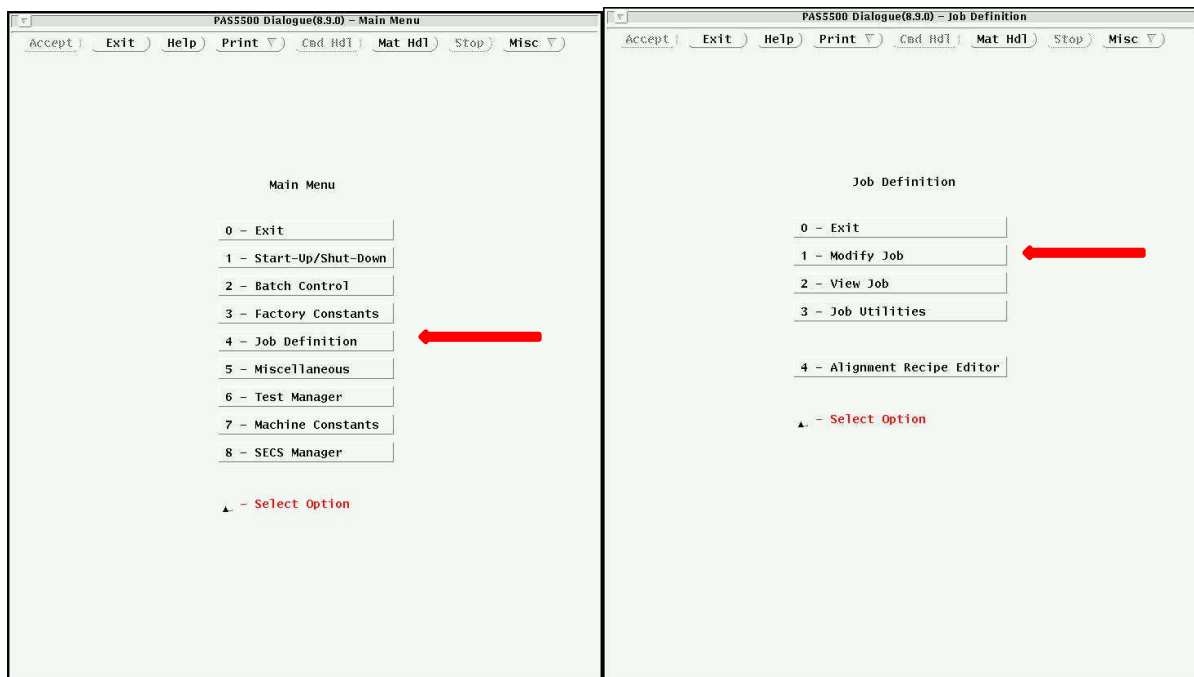 PAS5500 Dialogue(8.9.0) – Main Menu
Accept Exit Help Print Cmd Hdl Mat Hdl Stop Misc
Main Menu
0 – Exit
1 – Start-Up/Shut-Down
2 – Batch Control
3 – Factory Constants
4 – Job Definition
5 – Miscellaneous
6 – Test Manager
7 – Machine Constants
8 – SECS Manager
– Select Option
PAS5500 Dialogue(8.9.0) – Job Definition
Accept Exit Help Print Cmd Hdl Mat Hdl Stop Misc
Job Definition
0 – Exit
1 – Modify Job
2 – View Job
3 – Job Utilities
4 – Alignment Recipe Editor
– Select Option